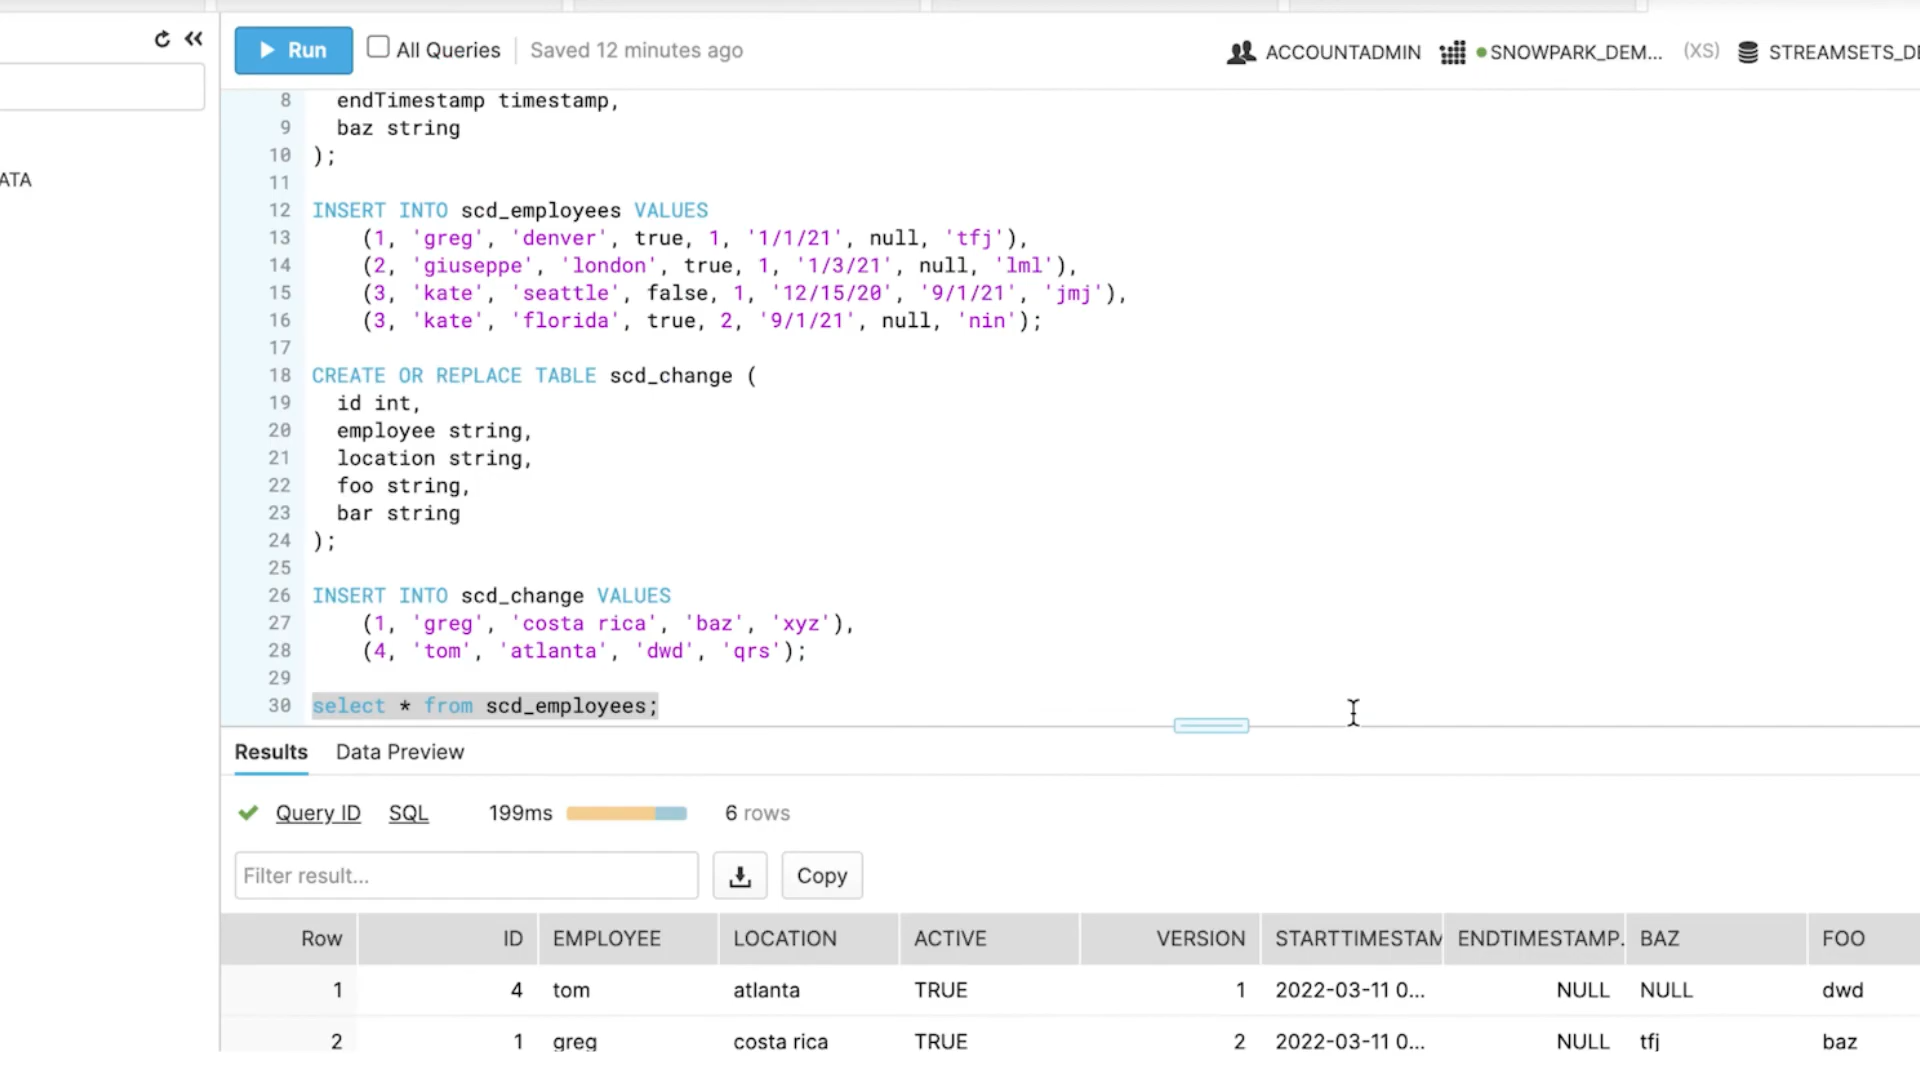 Run All Queries Saved 12 minutes ago ACCOUNTADMIN SNOWPARK_DEM... (XS) STREAMSETS_DE
ATA
8 endTimestamp timestamp,
9 baz string
10 );
11
12 INSERT INTO scd_employees VALUES
13 (1, 'greg', 'denver', true, 1, '1/1/21', null, 'tfj'),
14 (2, 'giuseppe', 'london', true, 1, '1/3/21', null, 'lml'),
15 (3, 'kate', 'seattle', false, 1, '12/15/20', '9/1/21', 'jmj'),
16 (3, 'kate', 'florida', true, 2, '9/1/21', null, 'nin');
17
18 CREATE OR REPLACE TABLE scd_change (
19 id int,
20 employee string,
21 location string,
22 foo string,
23 bar string
24 );
25
26 INSERT INTO scd_change VALUES
27 (1, 'greg', 'costa rica', 'baz', 'xyz'),
28 (4, 'tom', 'atlanta', 'dwd', 'qrs');
29
30 select * from scd_employees;
Results Data Preview
Query ID SQL 199ms 6 rows
Filter result... Copy
Row ID EMPLOYEE LOCATION ACTIVE VERSION STARTTIMESTAM ENDTIMESTAMP. BAZ FOO
1 4 tom atlanta TRUE 1 2022-03-11 0... NULL NULL dwd
2 1 greg costa rica TRUE 2 2022-03-11 0... NULL tfj baz